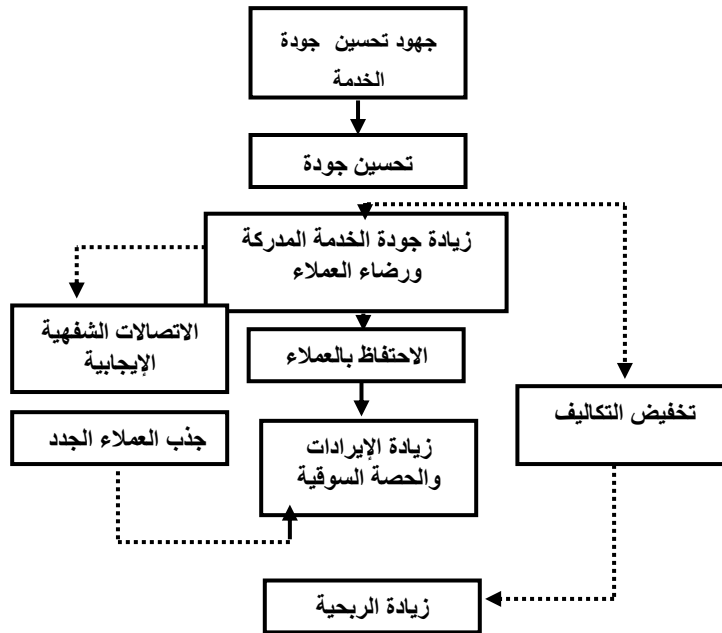 جهود تحسين جودة
الخدمة
تحسين جودة
زيادة جودة الخدمة المدركة
ورضاء العملاء
الاتصالات الشفهية
الإيجابية
الاحتفاظ بالعملاء
تخفيض التكاليف
جذب العملاء الجدد
زيادة الإيرادات
والحصة السوقية
زيادة الربحية